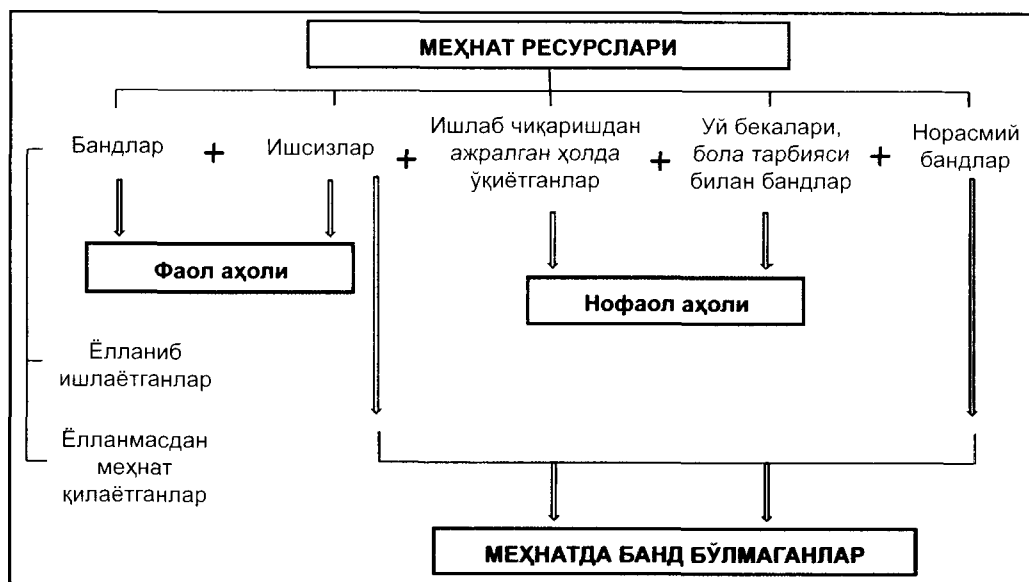 МЕҲНАТ РЕСУРСЛАРИ
Бандлар
+
Ишсизлар
+
Ишлаб чиқаришдан
ажралган ҳолда
ўқиётганлар
+
Уй бекалари,
бола тарбияси
билан бандлар
+
Норасмий
бандлар
Фаол аҳоли
Нофаол аҳоли
Ёлланиб
ишлаётганлар
Ёлланмасдан
меҳнат
қилаётганлар
МЕҲНАТДА БАНД БЎЛМАГАНЛАР